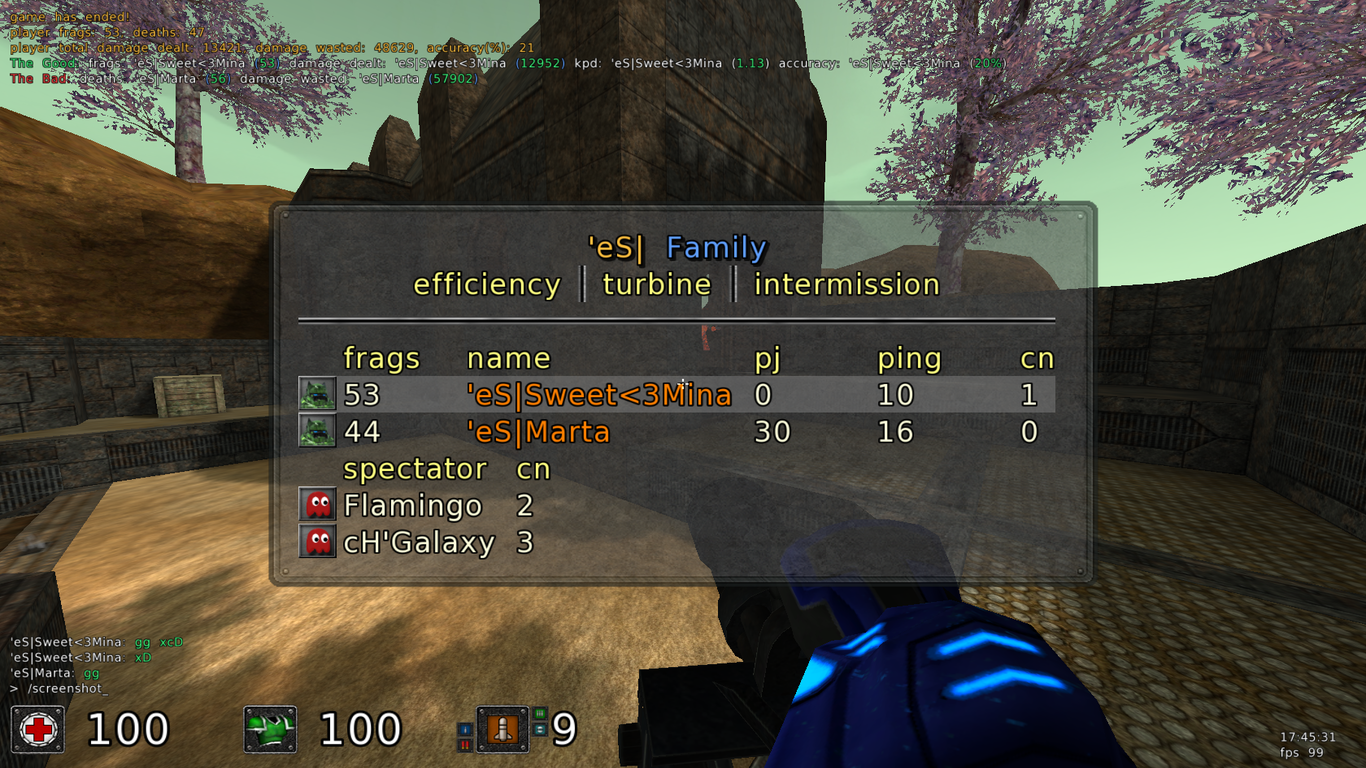 game has ended!
player frags: 53, deaths: 47
player total damage dealt: 13421, damage wasted: 48629, accuracy(%): 21
The Good: frags: 'eS|Sweet<3Mina (53) damage dealt: 'eS|Sweet<3Mina (12952) kpd: 'eS|Sweet<3Mina (1.13) accuracy: 'eS|Sweet<3Mina (20%)
The Bad: deaths: 'eS|Marta (56) damage wasted: 'eS|Marta (57902)
'eS| Family
efficiency | turbine | intermission
frags name pj ping cn
53 'eS|Sweet<3Mina 0 10 1
44 'eS|Marta 30 16 0
spectator cn
Flamingo 2
cH'Galaxy 3
'eS|Sweet<3Mina: gg xcD
'eS|Sweet<3Mina: xD
'eS|Marta: gg
> /screenshot_
100 100 9
17:45:31
fps 99